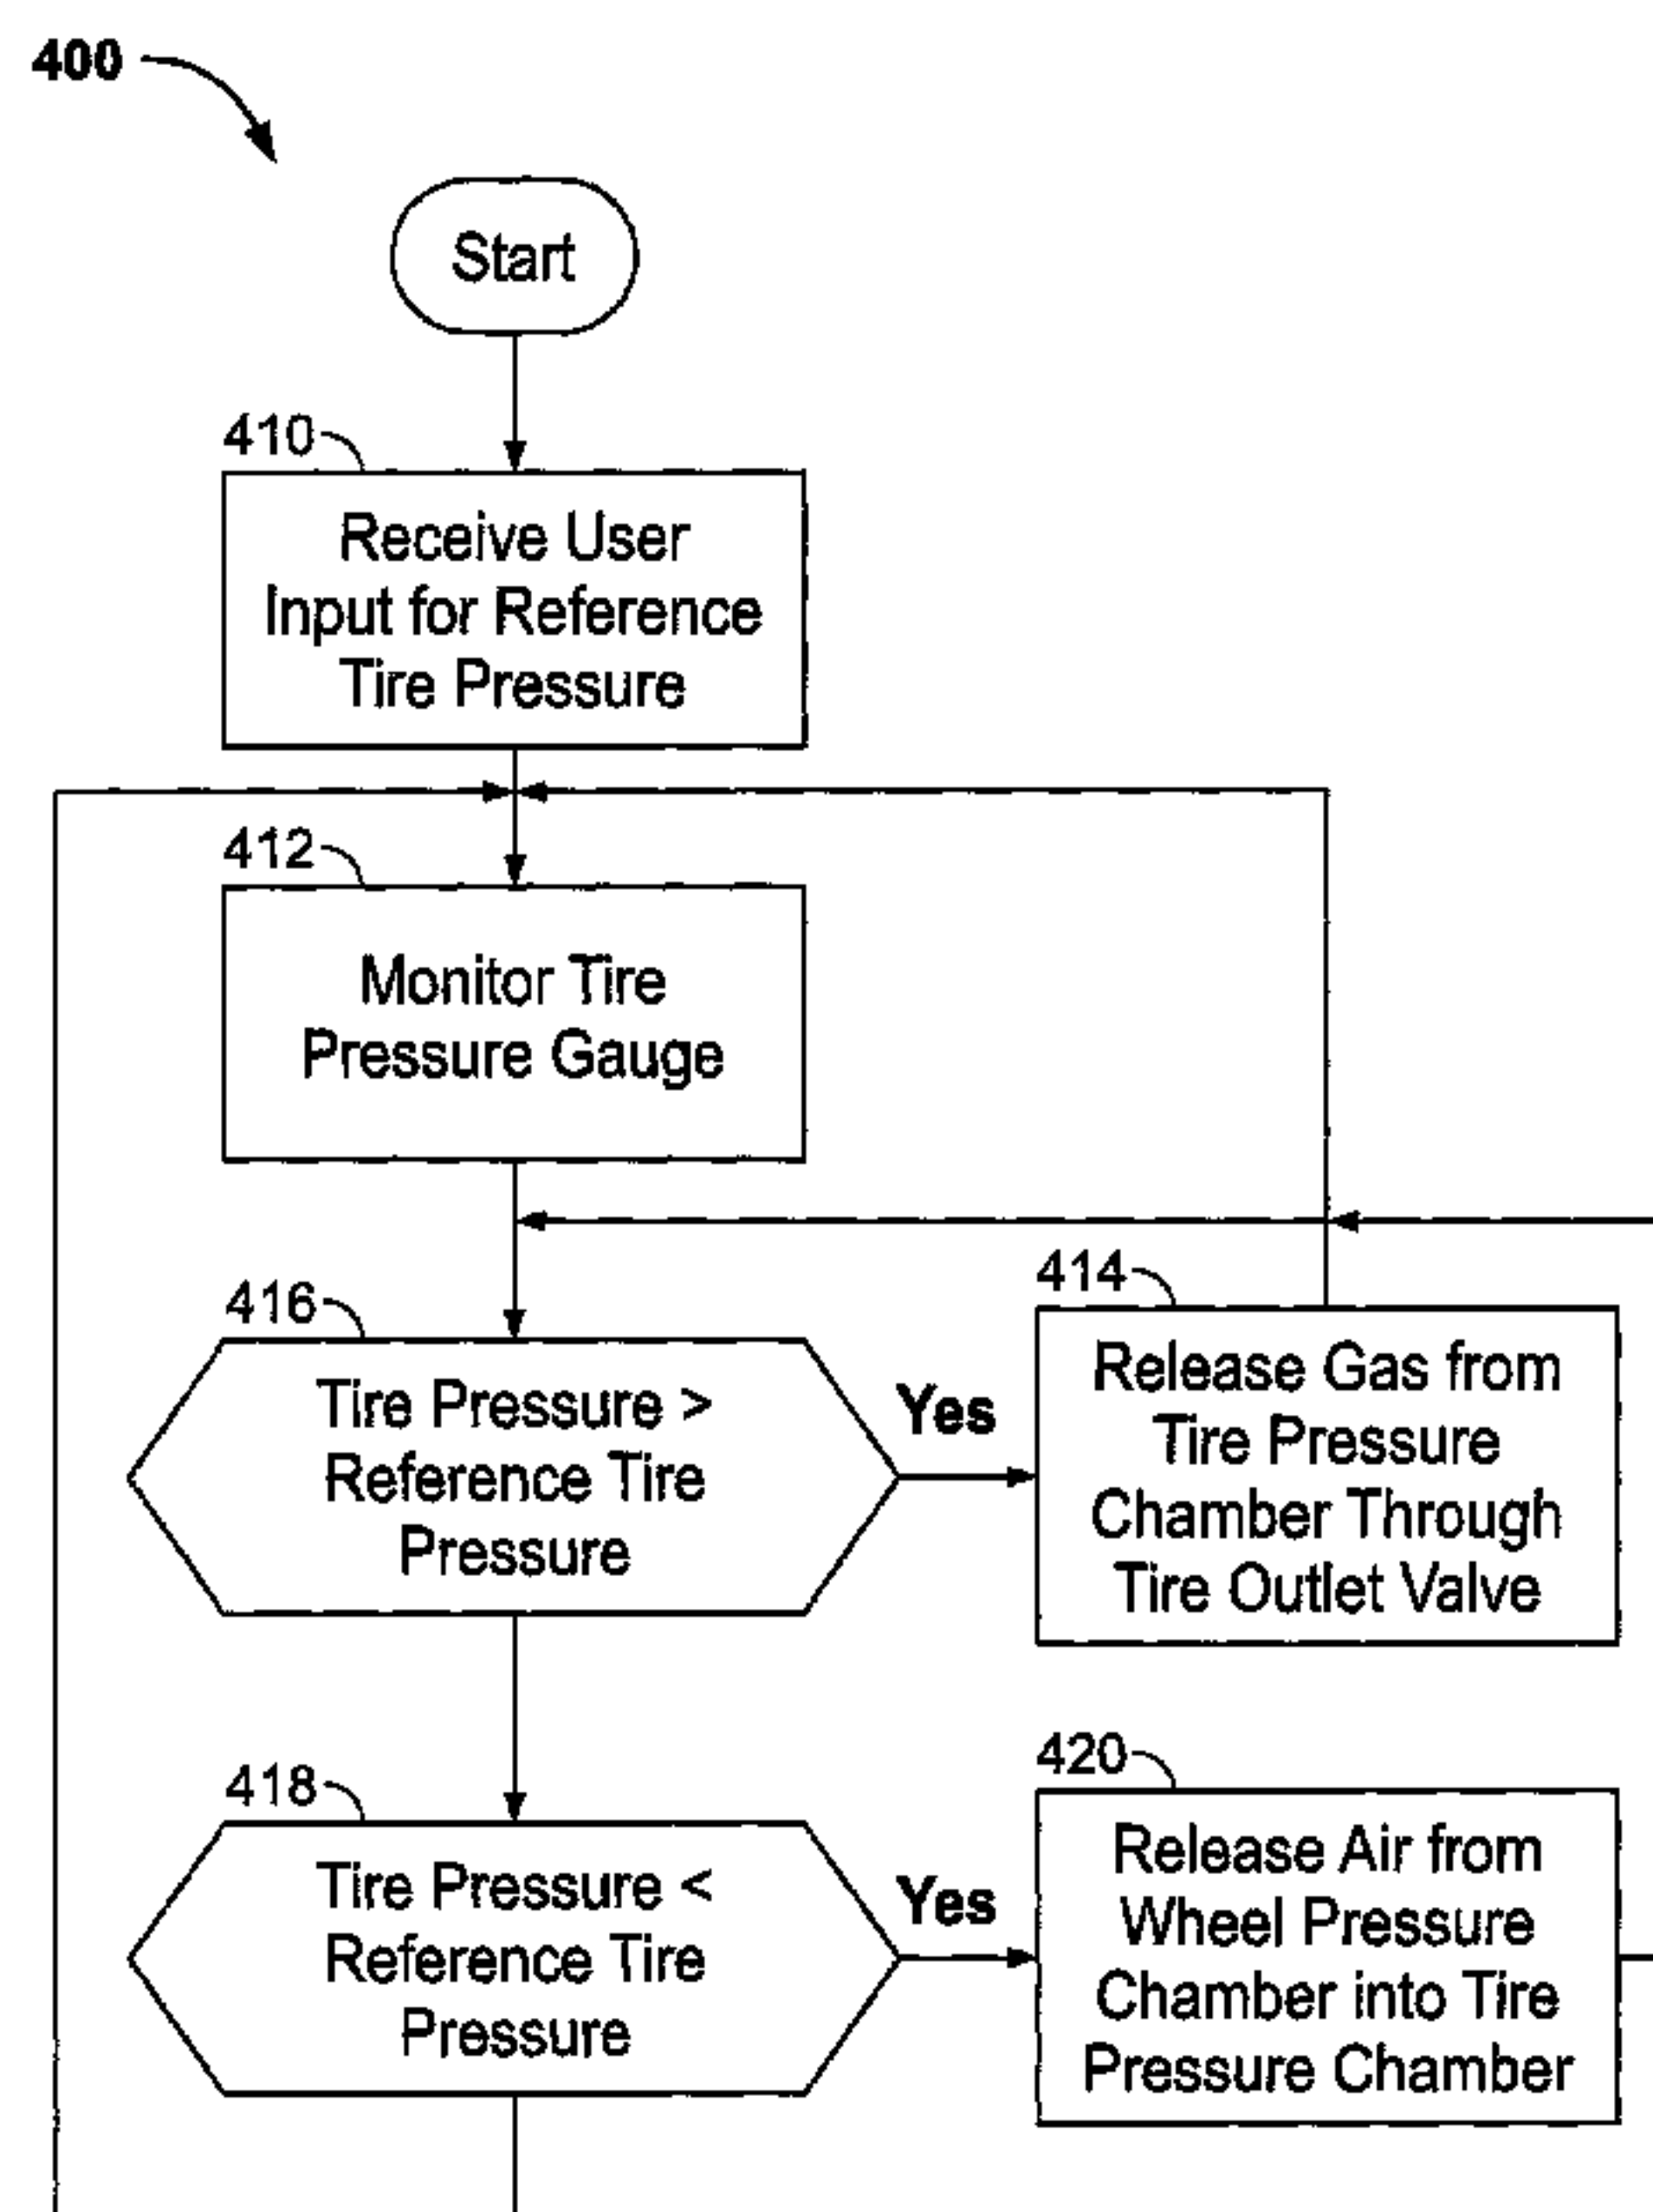 400
Start
410
Receive User
Input for Reference
Tire Pressure
412
Monitor Tire
Pressure Gauge
416
Tire Pressure >
Reference Tire
Pressure
Yes
414
Release Gas from
Tire Pressure
Chamber Through
Tire Outlet Valve
418
Tire Pressure <
Reference Tire
Pressure
Yes
420
Release Air from
Wheel Pressure
Chamber into Tire
Pressure Chamber